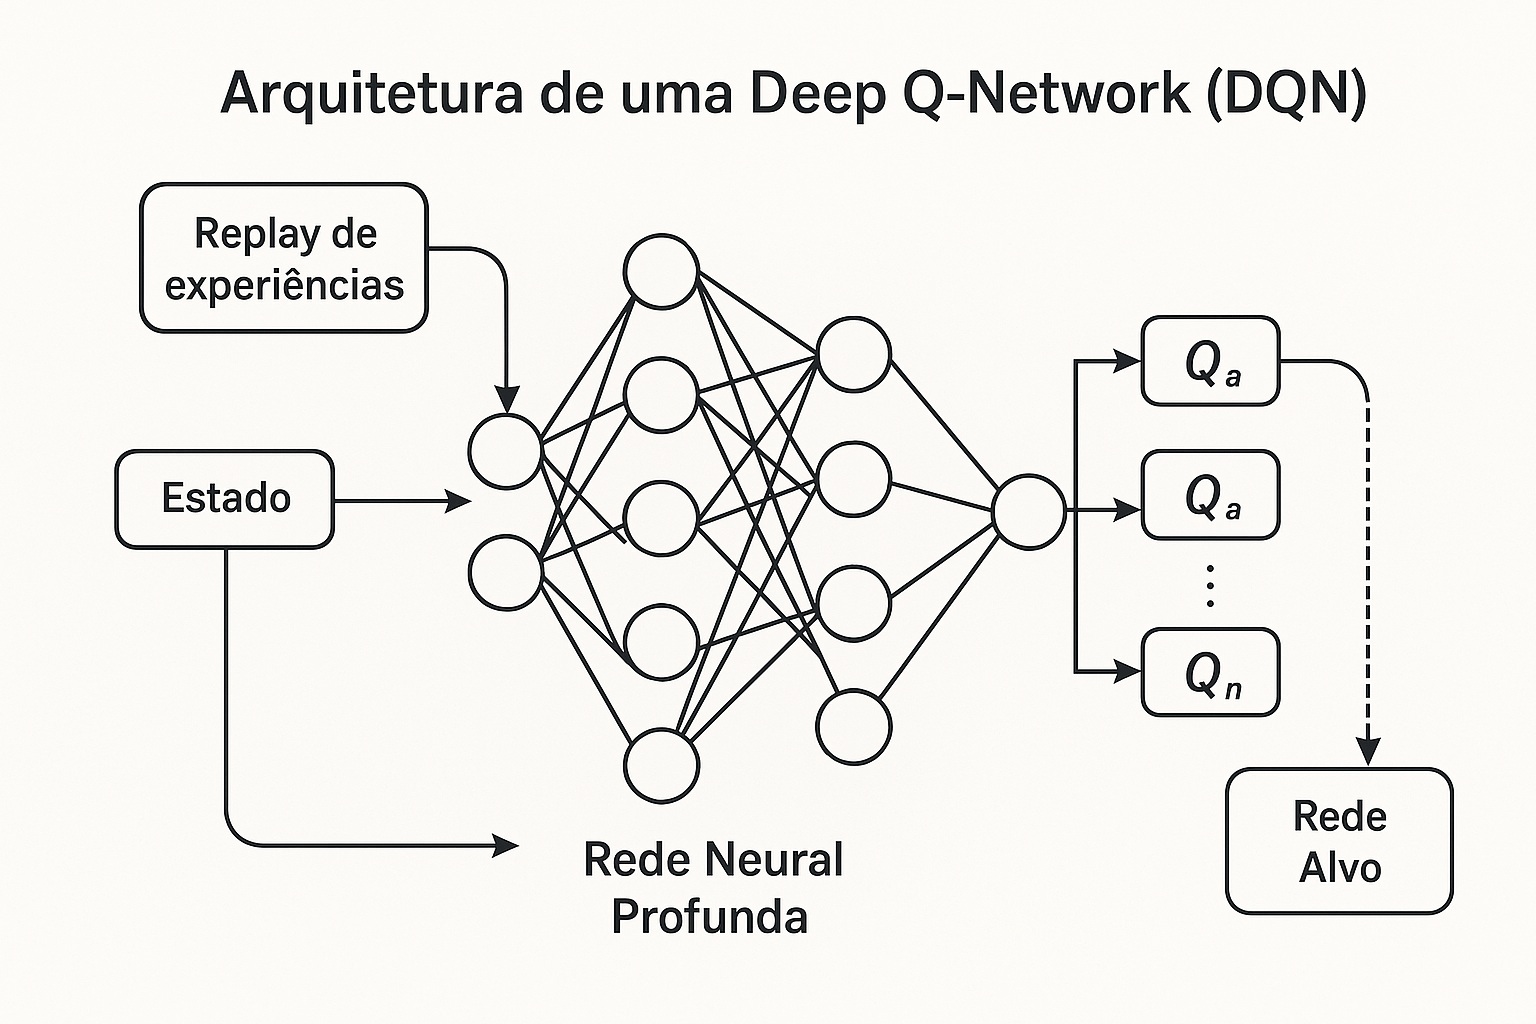 Arquitetura de uma Deep Q-Network (DQN)
Replay de
experiências
Estado
Qa
Qa
⋮
Qn
Rede
Alvo
Rede Neural
Profunda